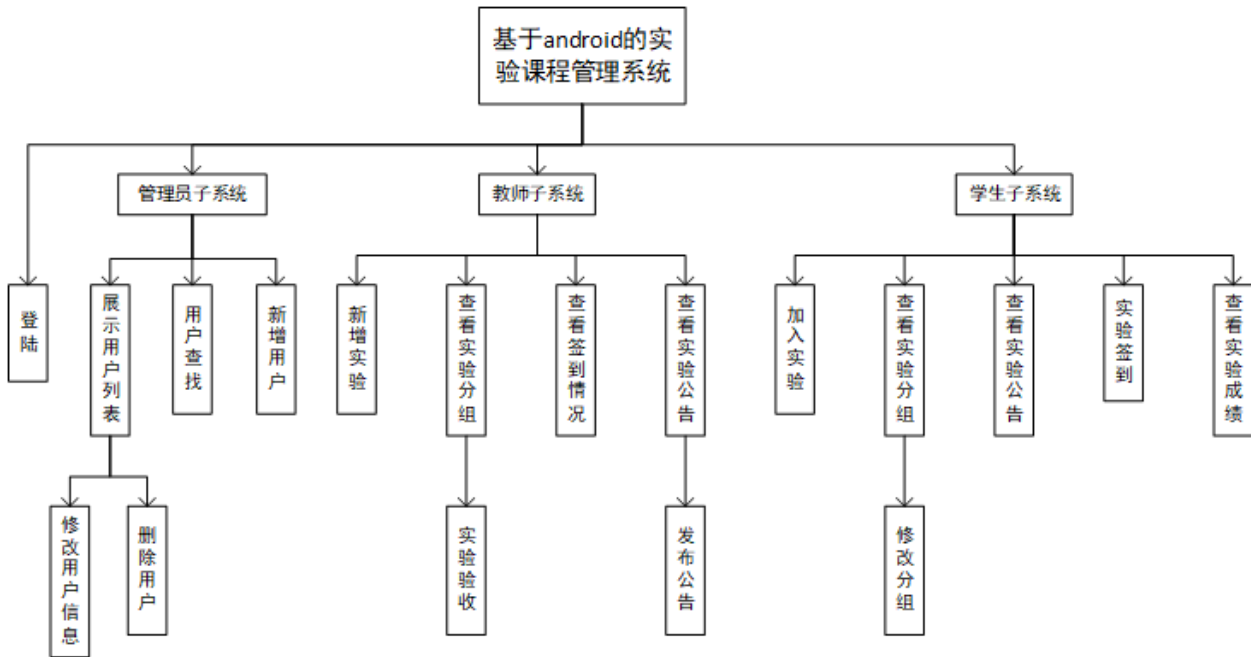 基于android的实
验课程管理系统
管理员子系统
教师子系统
学生子系统
登陆
展示用户列表
用户查找
新增用户
新增实验
查看实验分组
查看签到情况
查看实验公告
加入实验
查看实验分组
查看实验公告
实验签到
查看实验成绩
修改用户信息
删除用户
实验验收
发布公告
修改分组